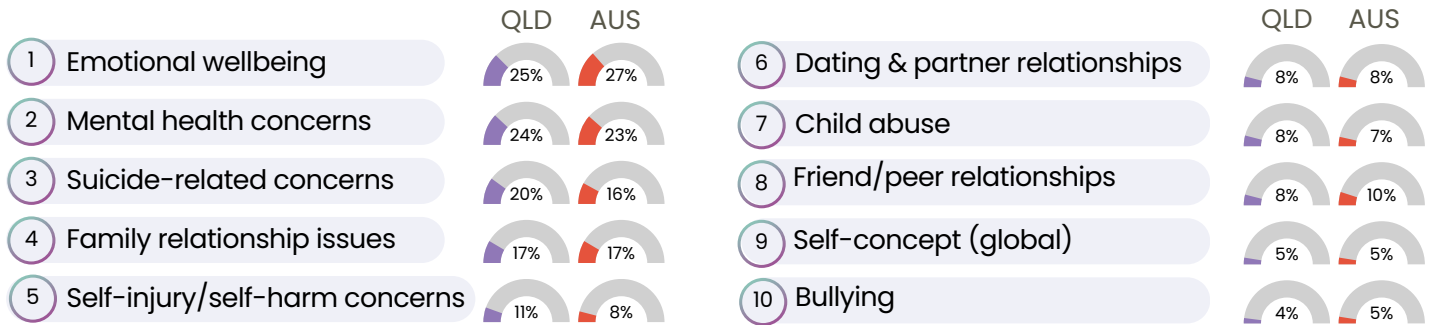 QLD AUS
1 Emotional wellbeing 25% 27%
2 Mental health concerns 24% 23%
3 Suicide-related concerns 20% 16%
4 Family relationship issues 17% 17%
5 Self-injury/self-harm concerns 11% 8%
QLD AUS
6 Dating & partner relationships 8% 8%
7 Child abuse 8% 7%
8 Friend/peer relationships 8% 10%
9 Self-concept (global) 5% 5%
10 Bullying 4% 5%